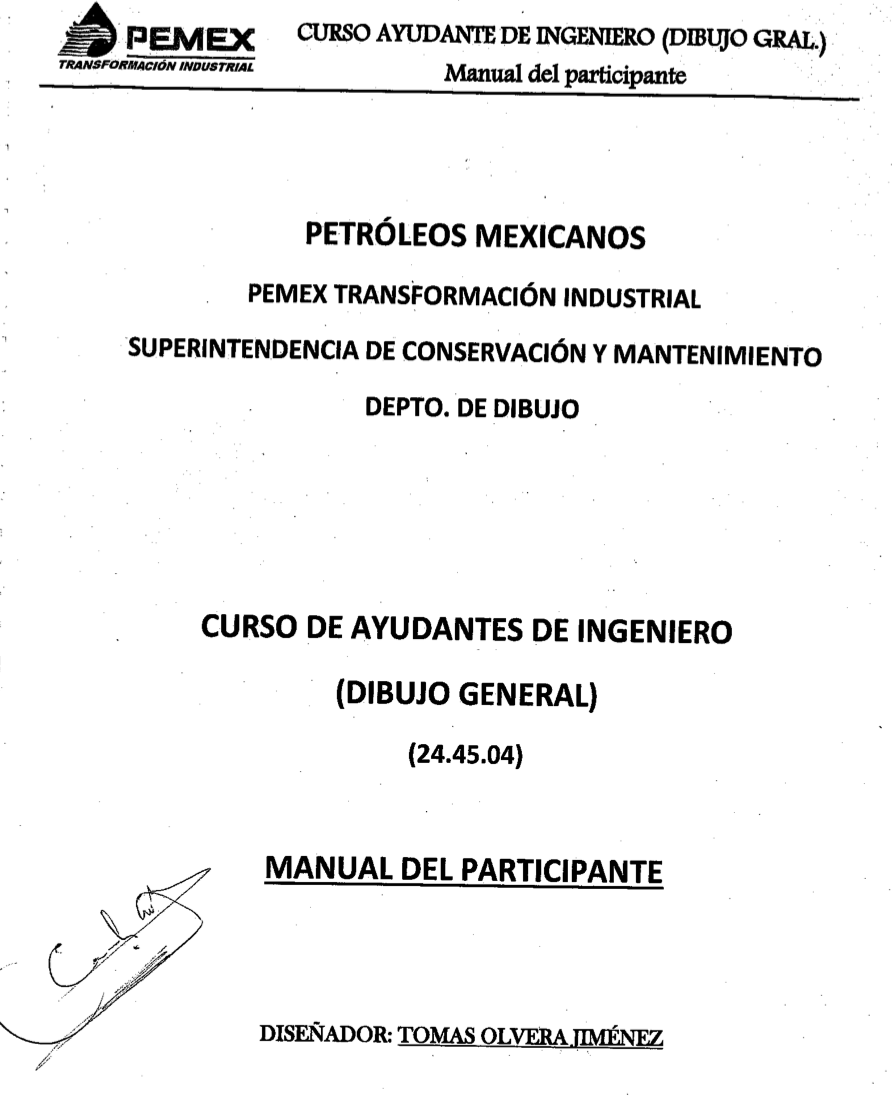 PEMEX
TRANSFORMACIÓN INDUSTRIAL
CURSO AYUDANTE DE INGENIERO (DIBUJO GRAL.)
Manual del participante
PETRÓLEOS MEXICANOS
PEMEX TRANSFORMACIÓN INDUSTRIAL
SUPERINTENDENCIA DE CONSERVACIÓN Y MANTENIMIENTO
DEPTO. DE DIBUJO
CURSO DE AYUDANTES DE INGENIERO
(DIBUJO GENERAL)
(24.45.04)
MANUAL DEL PARTICIPANTE
DISEÑADOR: TOMAS OLVERA JIMÉNEZ